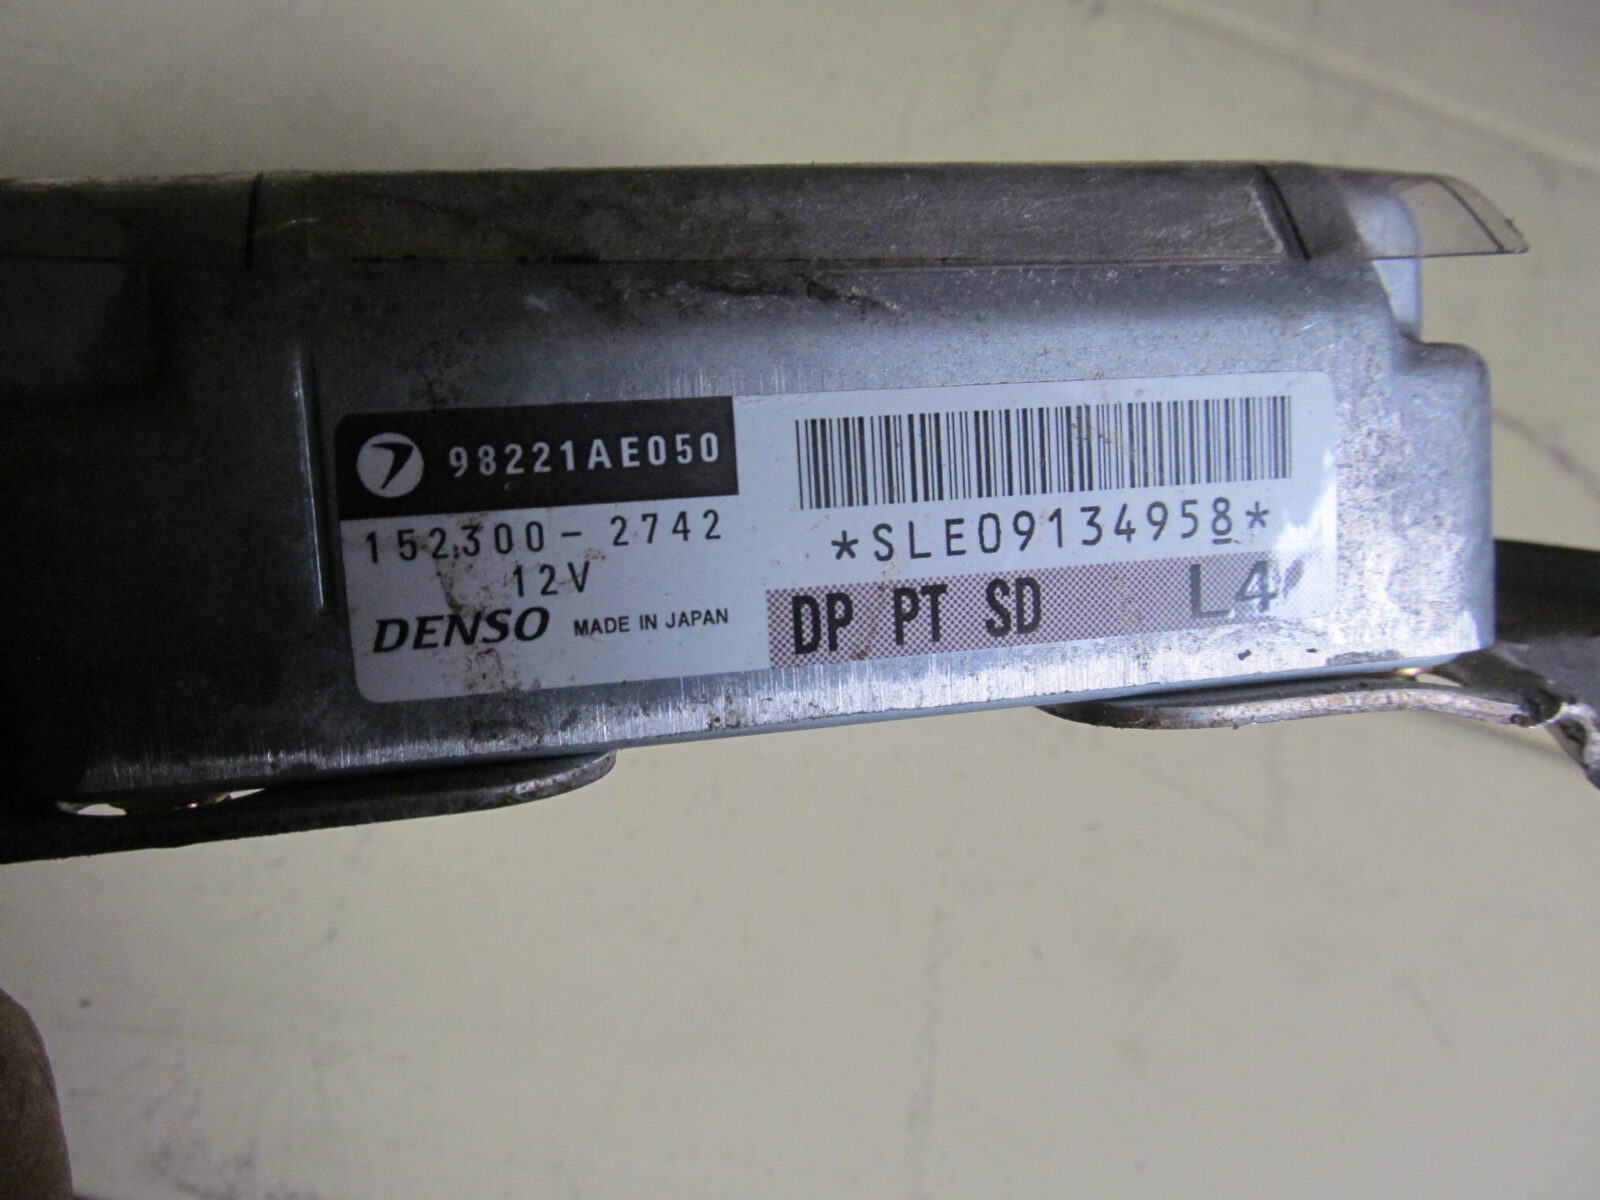 98221AE050
152300-2742
12V
DENSO MADE IN JAPAN
*SLE09134958*
DP PT SD L4